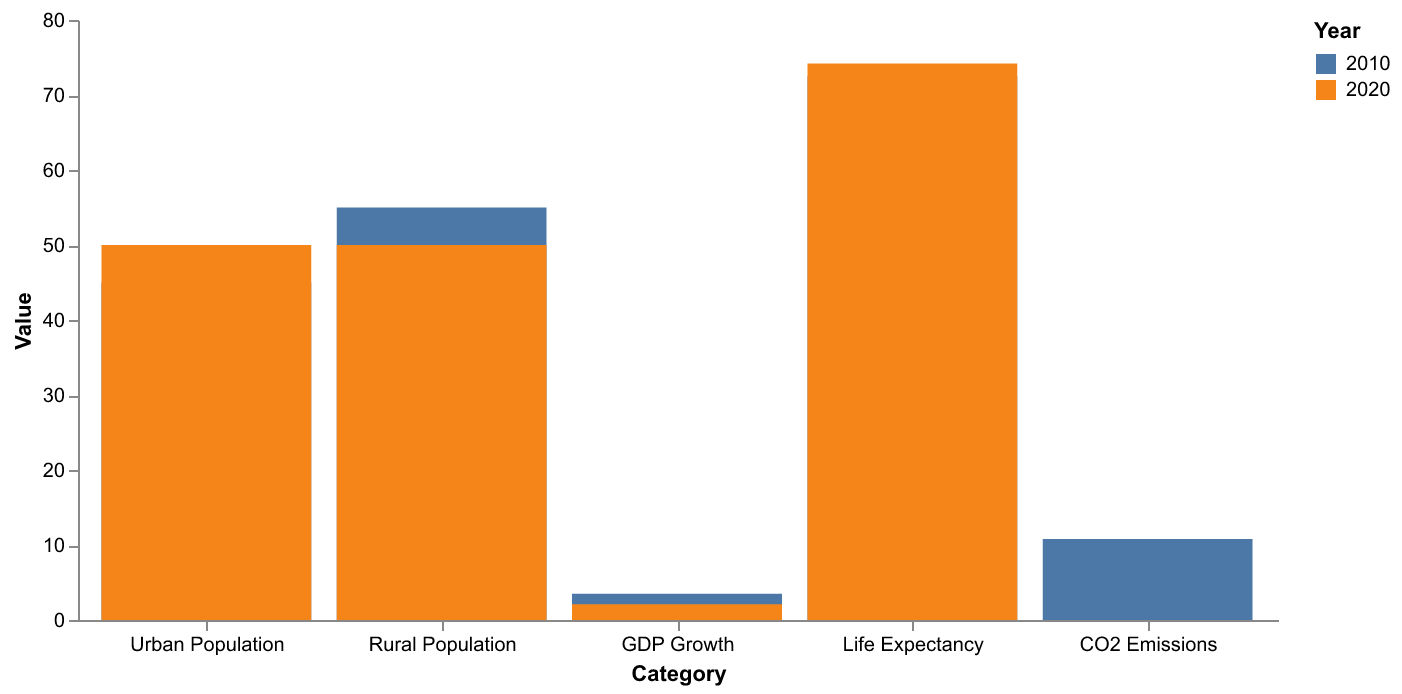 80
70
60
50
40
30
20
10
0
Value
Urban Population
Rural Population
GDP Growth
Life Expectancy
CO2 Emissions
Category
Year
2010
2020